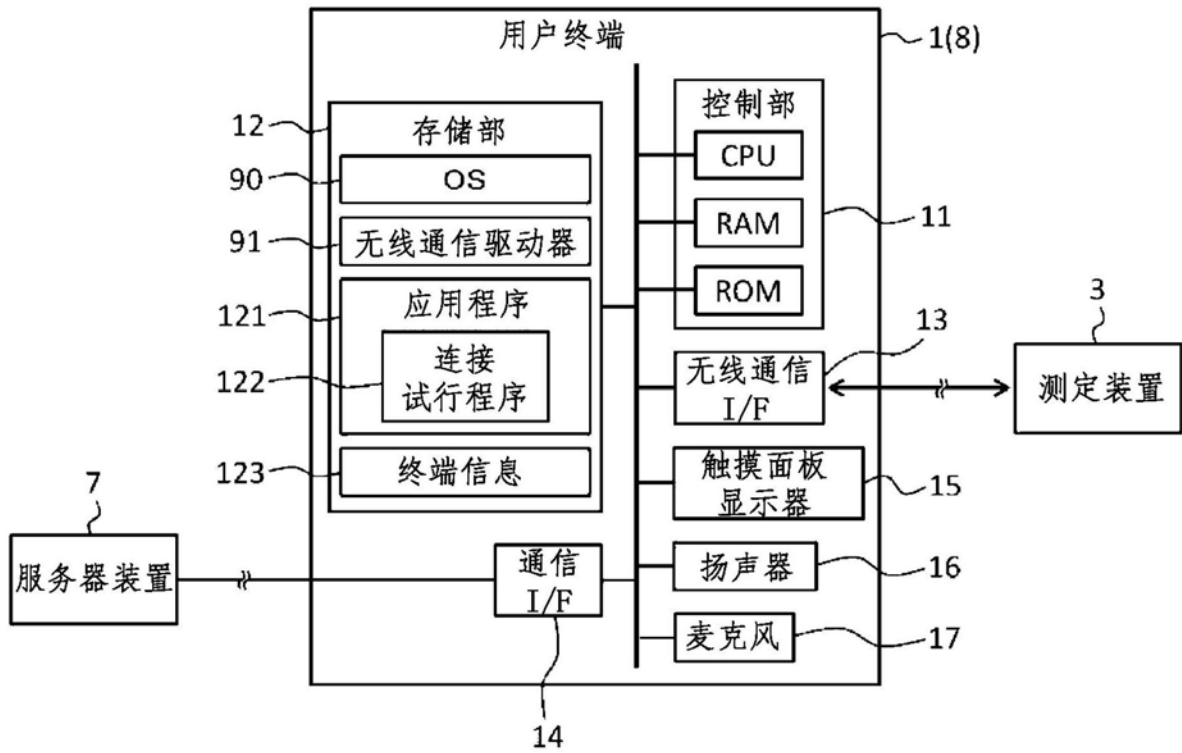 用户终端
1(8)
12
存储部
90
OS
91
无线通信驱动器
121
应用程序
122
连接
试行程序
123
终端信息
控制部
CPU
RAM
ROM
11
13
无线通信
I/F
3
测定装置
触摸面板
显示器
15
7
服务器装置
通信
I/F
14
扬声器
16
麦克风
17